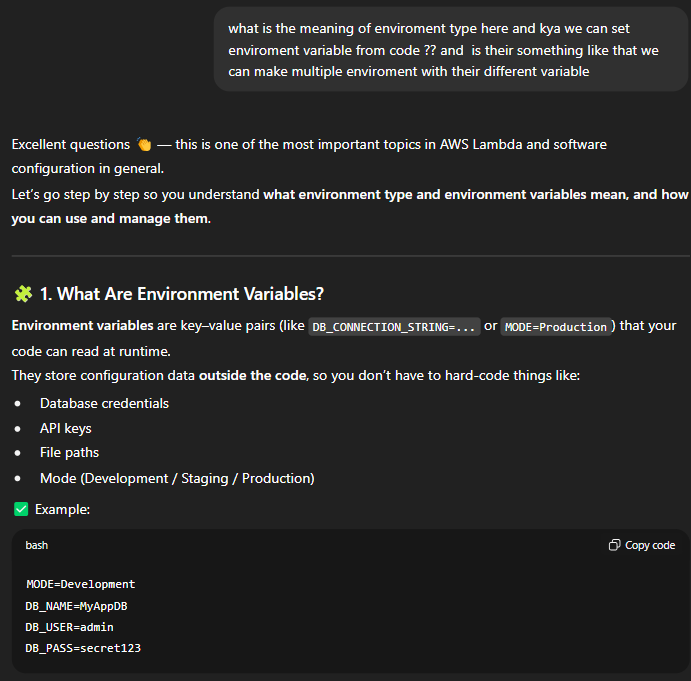 what is the meaning of enviroment type here and kya we can set
enviroment variable from code ?? and  is their something like that we
can make multiple enviroment with their different variable
Excellent questions 👏 — this is one of the most important topics in AWS Lambda and software
configuration in general.
Let’s go step by step so you understand what environment type and environment variables mean, and how
you can use and manage them.
🧩 1. What Are Environment Variables?
Environment variables are key–value pairs (like DB_CONNECTION_STRING=... or MODE=Production) that your
code can read at runtime.
They store configuration data outside the code, so you don’t have to hard-code things like:
• Database credentials
• API keys
• File paths
• Mode (Development / Staging / Production)
✅ Example:
bash
Copy code
MODE=Development
DB_NAME=MyAppDB
DB_USER=admin
DB_PASS=secret123